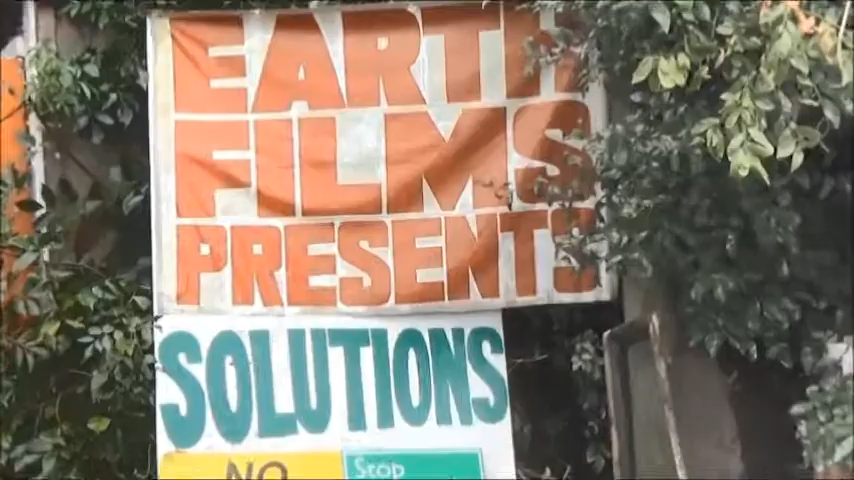 EARTH
FILMS
PRESENTS
SOLUTIONS
NO
Stop